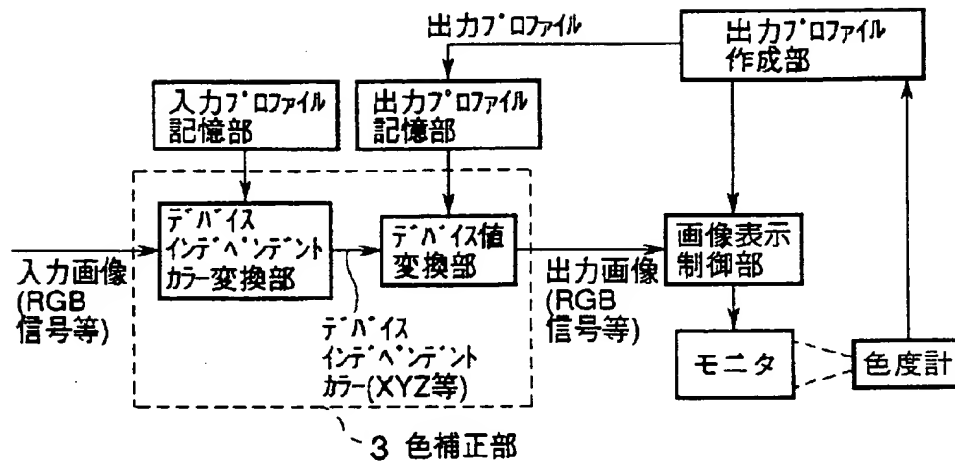 出力プロファイル
出力プロファイル
作成部
入力プロファイル
記憶部
出力プロファイル
記憶部
デバイス
インデペンデント
カラー変換部
デバイス値
変換部
画像表示
制御部
入力画像
(RGB
信号等)
出力画像
(RGB
信号等)
デバイス
インデペンデント
カラー(XYZ等)
モニタ
色度計
3 色補正部